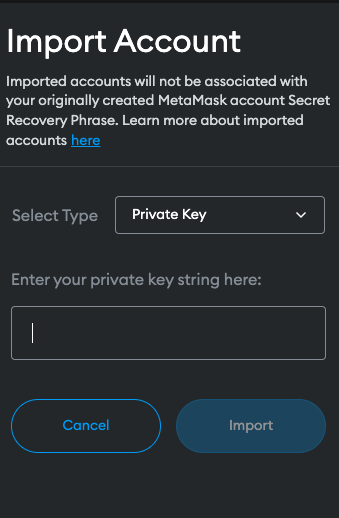 Import Account
Imported accounts will not be associated with
your originally created MetaMask account Secret
Recovery Phrase. Learn more about imported
accounts here
Select Type
Private Key
Enter your private key string here:
Cancel
Import